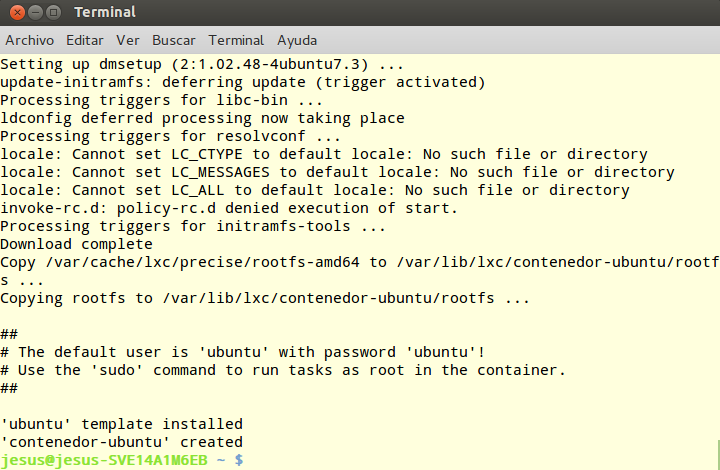 Terminal
Archivo Editar Ver Buscar Terminal Ayuda
Setting up dmsetup (2:1.02.48-4ubuntu7.3) ...
update-initramfs: deferring update (trigger activated)
Processing triggers for libc-bin ...
ldconfig deferred processing now taking place
Processing triggers for resolvconf ...
locale: Cannot set LC_CTYPE to default locale: No such file or directory
locale: Cannot set LC_MESSAGES to default locale: No such file or directory
locale: Cannot set LC_ALL to default locale: No such file or directory
invoke-rc.d: policy-rc.d denied execution of start.
Processing triggers for initramfs-tools ...
Download complete
Copy /var/cache/lxc/precise/rootfs-amd64 to /var/lib/lxc/contenedor-ubuntu/rootf
s ...
Copying rootfs to /var/lib/lxc/contenedor-ubuntu/rootfs ...
##
# The default user is 'ubuntu' with password 'ubuntu'!
# Use the 'sudo' command to run tasks as root in the container.
##
'ubuntu' template installed
'contenedor-ubuntu' created
jesus@jesus-SVE14A1M6EB ~ $